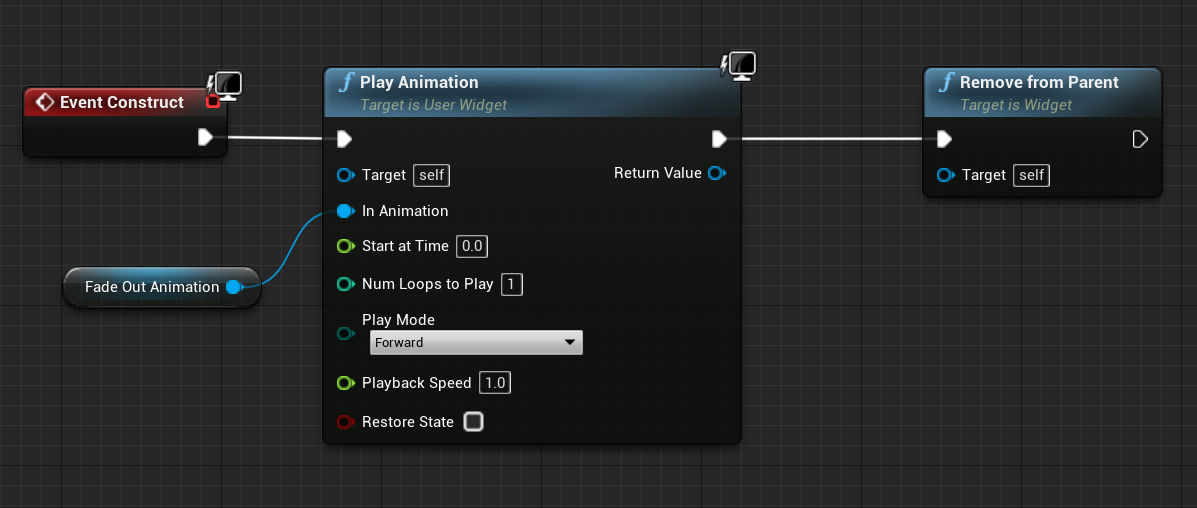 Event Construct
Play Animation
Target is User Widget
Target self
Return Value
In Animation
Start at Time 0.0
Num Loops to Play 1
Play Mode
Forward
Playback Speed 1.0
Restore State
Fade Out Animation
Remove from Parent
Target is Widget
Target self